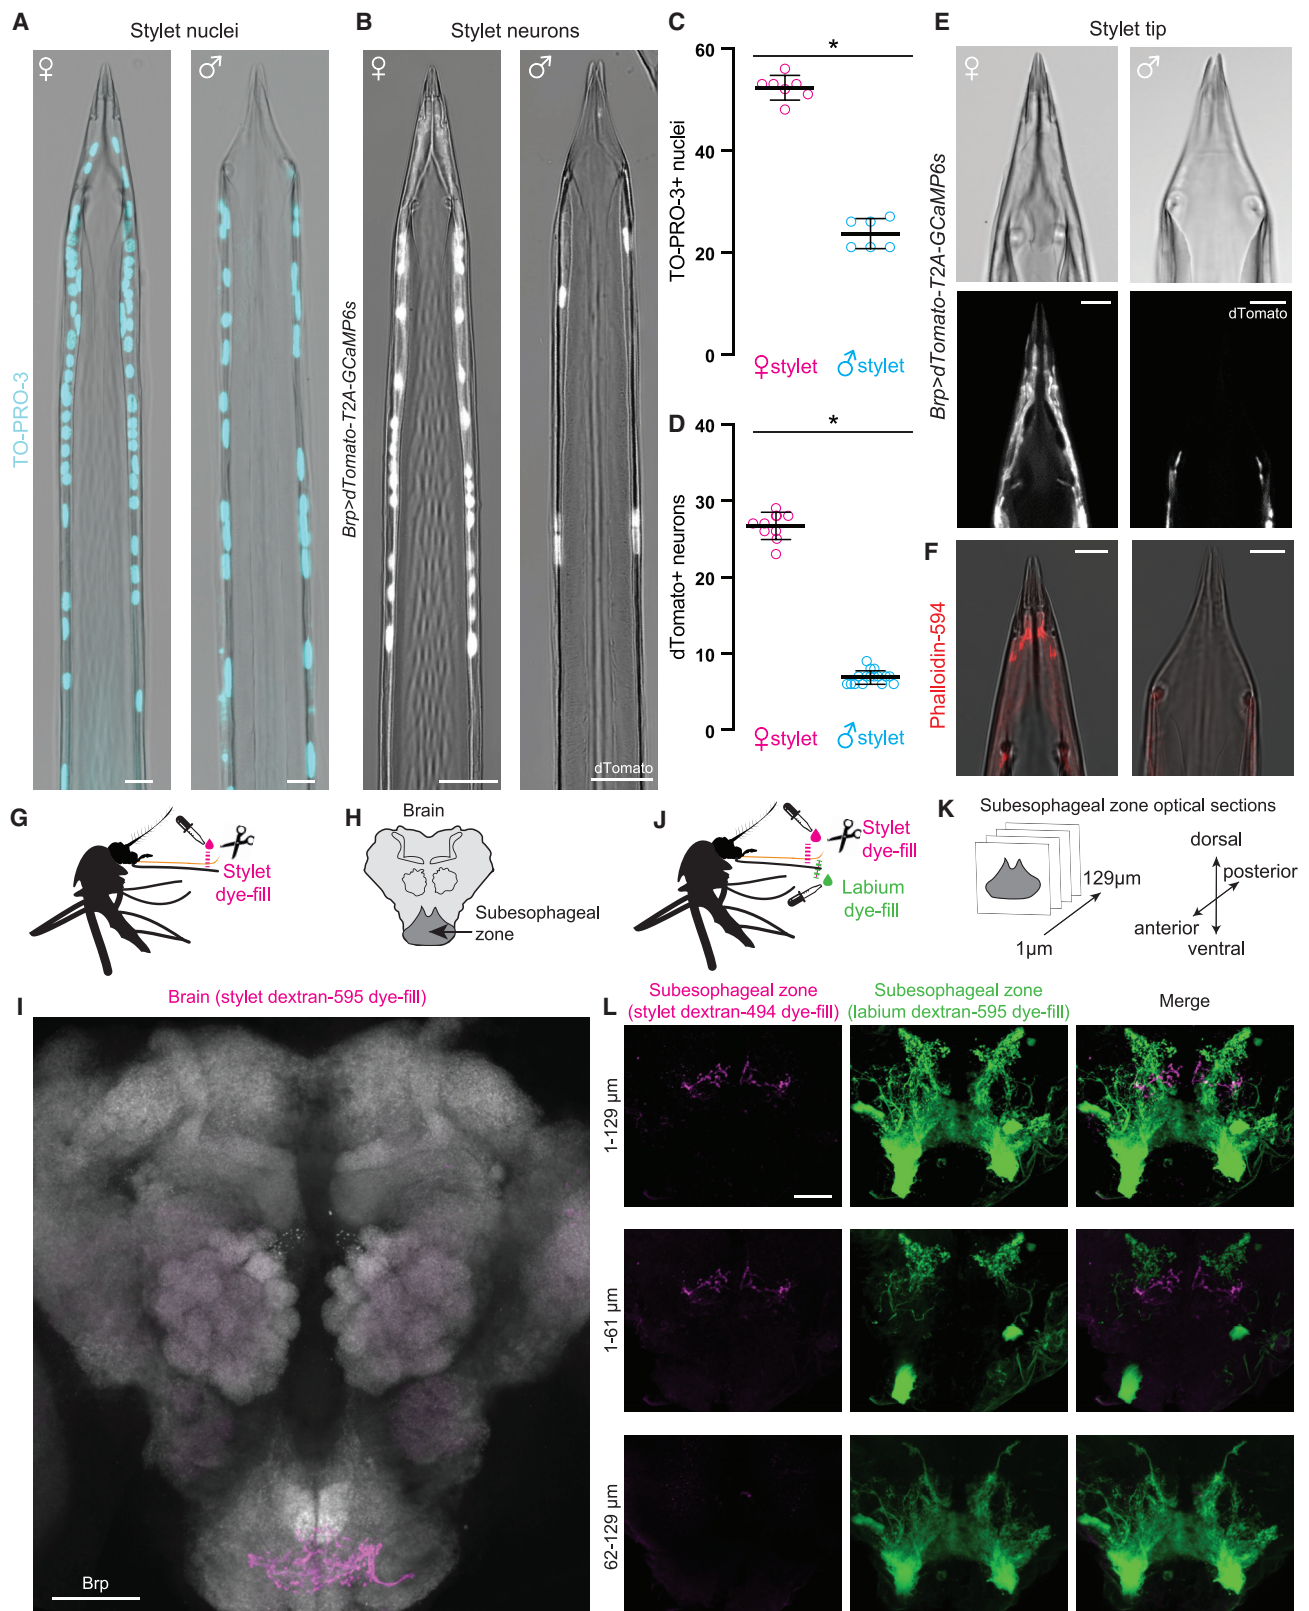 A
Stylet nuclei
♀
♂
TO-PRO-3
B
Stylet neurons
♀
♂
Brp>dTomato-T2A-GCaMP6s
dTomato
C
60
*
40
20
0
TO-PRO-3+ nuclei
♀stylet
♂stylet
D
40
*
30
20
10
0
dTomato+ neurons
♀stylet
♂stylet
E
Stylet tip
♀
♂
Brp>dTomato-T2A-GCaMP6s
dTomato
F
Phalloidin-594
G
Stylet
dye-fill
H
Brain
Subesophageal
zone
J
Stylet
dye-fill
Labium
dye-fill
K
Subesophageal zone optical sections
129µm
1µm
dorsal
posterior
anterior
ventral
I
Brain (stylet dextran-595 dye-fill)
Brp
L
Subesophageal zone
(stylet dextran-494 dye-fill)
Subesophageal zone
(labium dextran-595 dye-fill)
Merge
1-129 µm
1-61 µm
62-129 µm